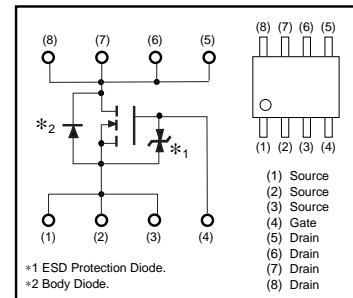 (8) (7) (6) (5)
*2
*1
(1) (2) (3) (4)
*1 ESD Protection Diode.
*2 Body Diode.
(8) (7) (6) (5)
(1) (2) (3) (4)
(1) Source
(2) Source
(3) Source
(4) Gate
(5) Drain
(6) Drain
(7) Drain
(8) Drain